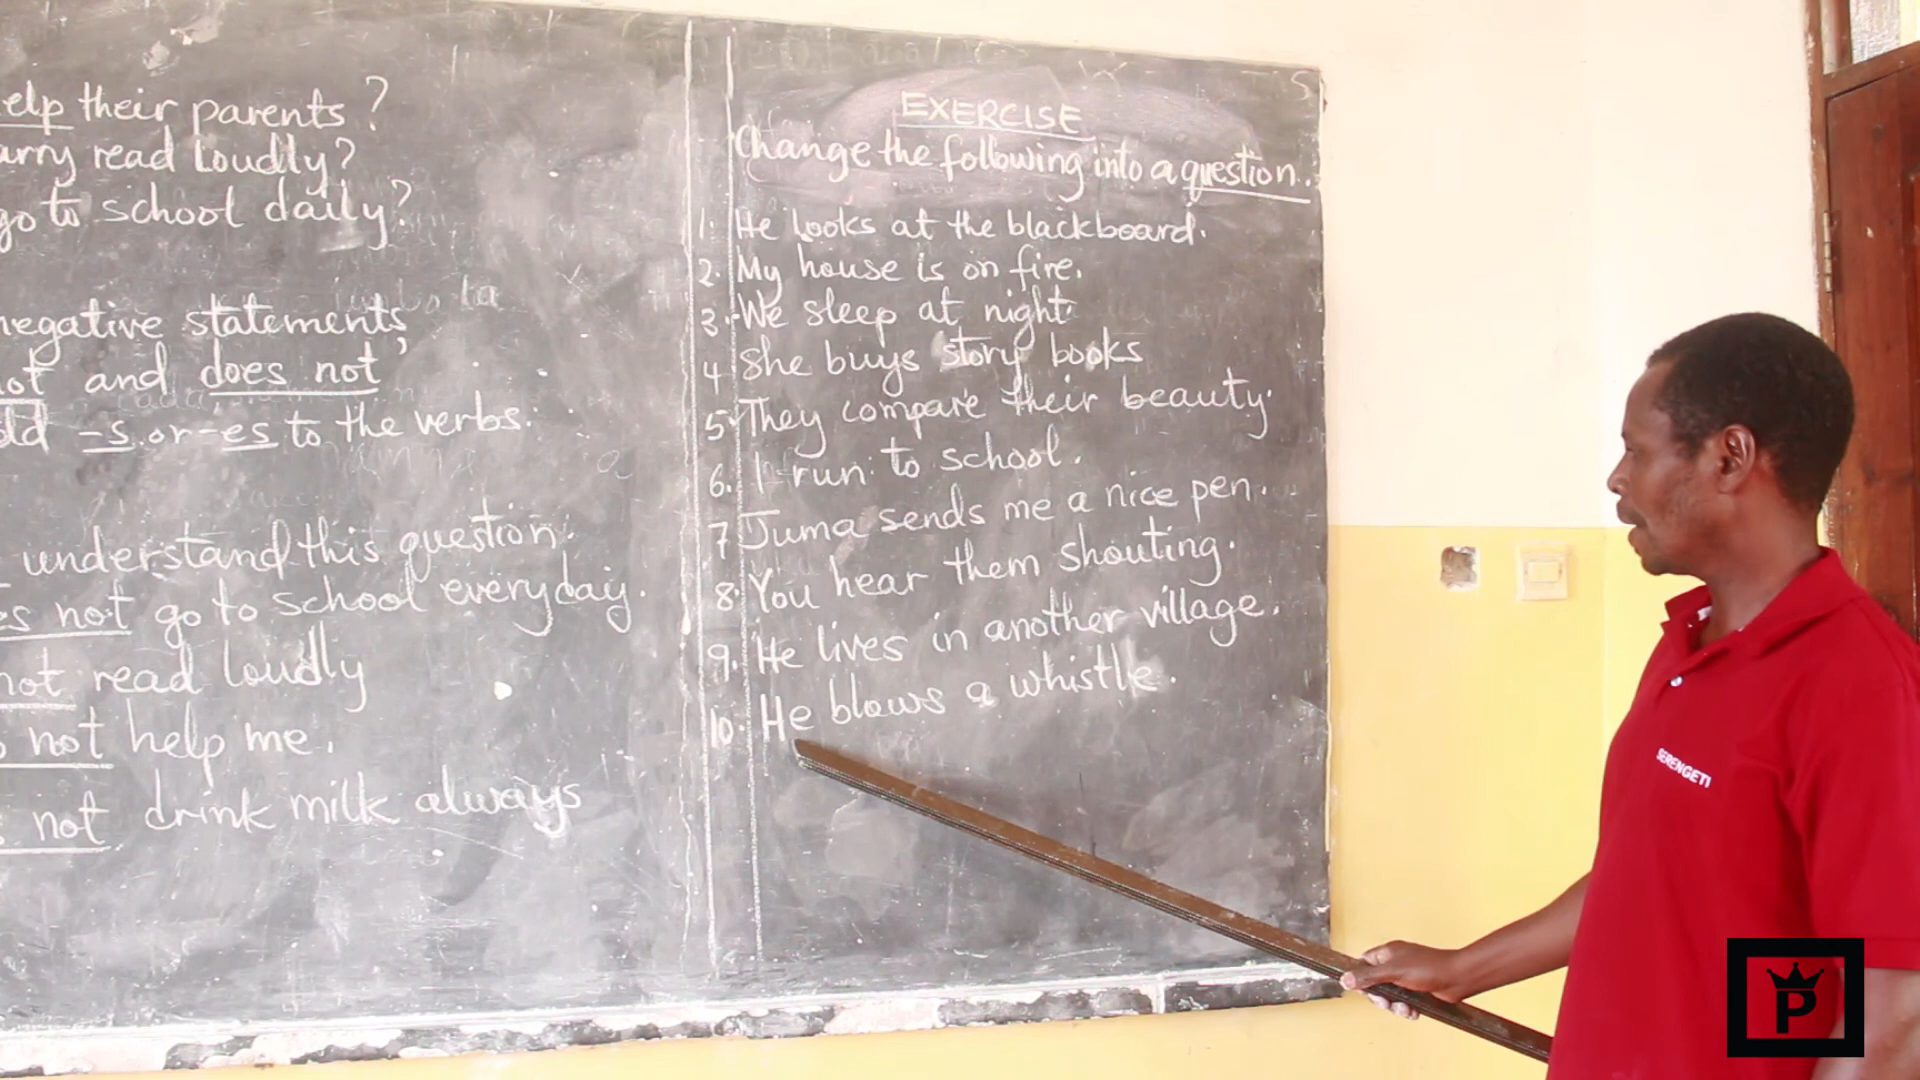 elp their parents?
arry read loudly?
go to school daily?
negative statements
not and does not'
-s or -es to the verbs.
understand this question.
es not go to school everyday.
not read loudly
not help me.
not drink milk always
EXERCISE
Change the following into a question.
1. He looks at the blackboard.
2. My house is on fire.
3. We sleep at night.
4 She buys story books
5. They compare their beauty.
6. I run to school.
7 Juma sends me a nice pen.
8. You hear them shouting.
9. He lives in another village.
10. He blows a whistle.
SERENGETI
P